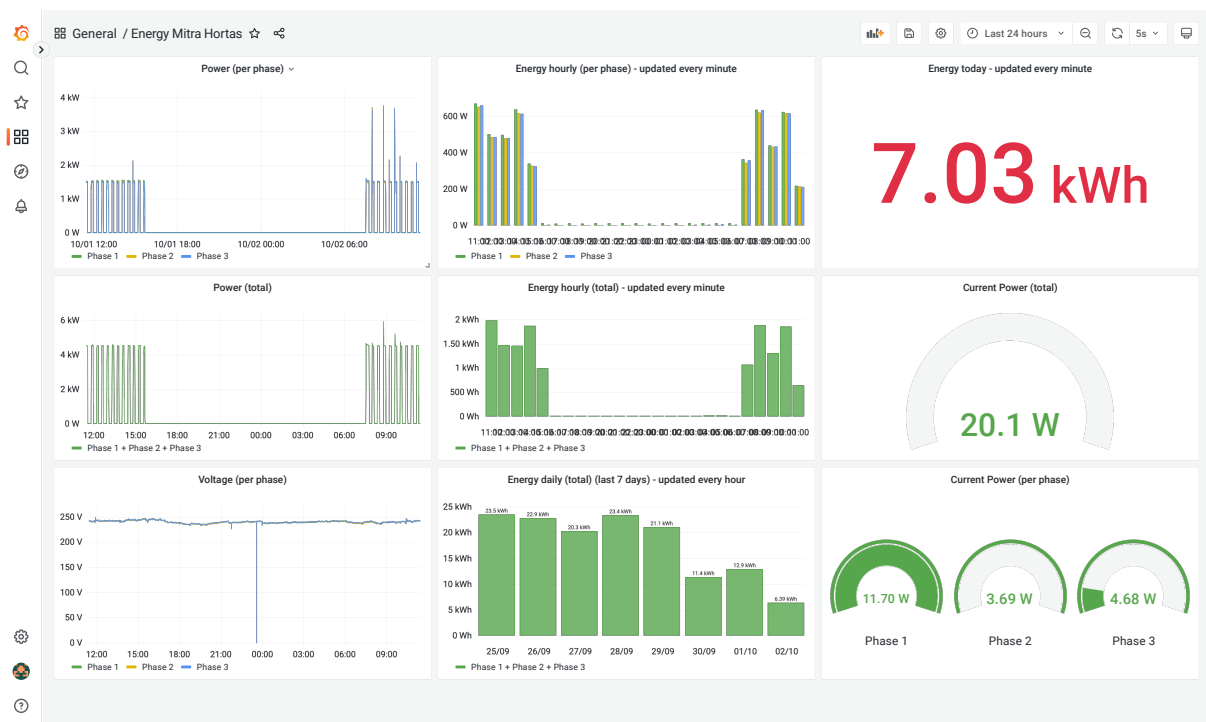 General / Energy Mitra Hortas
Last 24 hours
5s
Power (per phase)
4 kW
3 kW
2 kW
1 kW
0 W
10/01 12:00 10/01 18:00 10/02 00:00 10/02 06:00
Phase 1 Phase 2 Phase 3
Energy hourly (per phase) - updated every minute
600 W
400 W
200 W
0 W
Phase 1 Phase 2 Phase 3
Energy today - updated every minute
7.03 kWh
Power (total)
6 kW
4 kW
2 kW
0 W
12:00 15:00 18:00 21:00 00:00 03:00 06:00 09:00
Phase 1 + Phase 2 + Phase 3
Energy hourly (total) - updated every minute
2 kWh
1.50 kWh
1 kWh
500 Wh
0 Wh
Phase 1 + Phase 2 + Phase 3
Current Power (total)
20.1 W
Voltage (per phase)
250 V
200 V
150 V
100 V
50 V
0 V
12:00 15:00 18:00 21:00 00:00 03:00 06:00 09:00
Phase 1 Phase 2 Phase 3
Energy daily (total) (last 7 days) - updated every hour
25 kWh
20 kWh
15 kWh
10 kWh
5 kWh
0 Wh
23.5 kWh 22.9 kWh 20.3 kWh 23.4 kWh 21.1 kWh 11.4 kWh 12.9 kWh 6.39 kWh
25/09 26/09 27/09 28/09 29/09 30/09 01/10 02/10
Phase 1 + Phase 2 + Phase 3
Current Power (per phase)
11.70 W 3.69 W 4.68 W
Phase 1 Phase 2 Phase 3